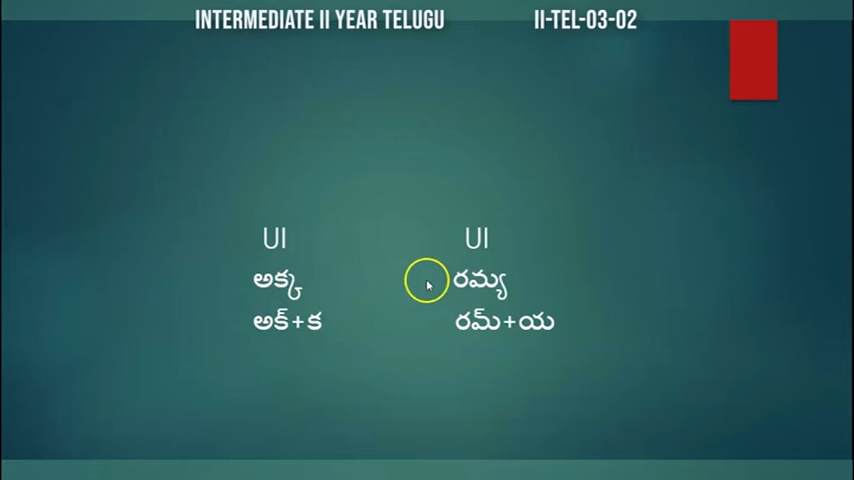 INTERMEDIATE II YEAR TELUGU II-TEL-03-02
UI UI
అక్క రమ్య
అక్+క రమ్+య